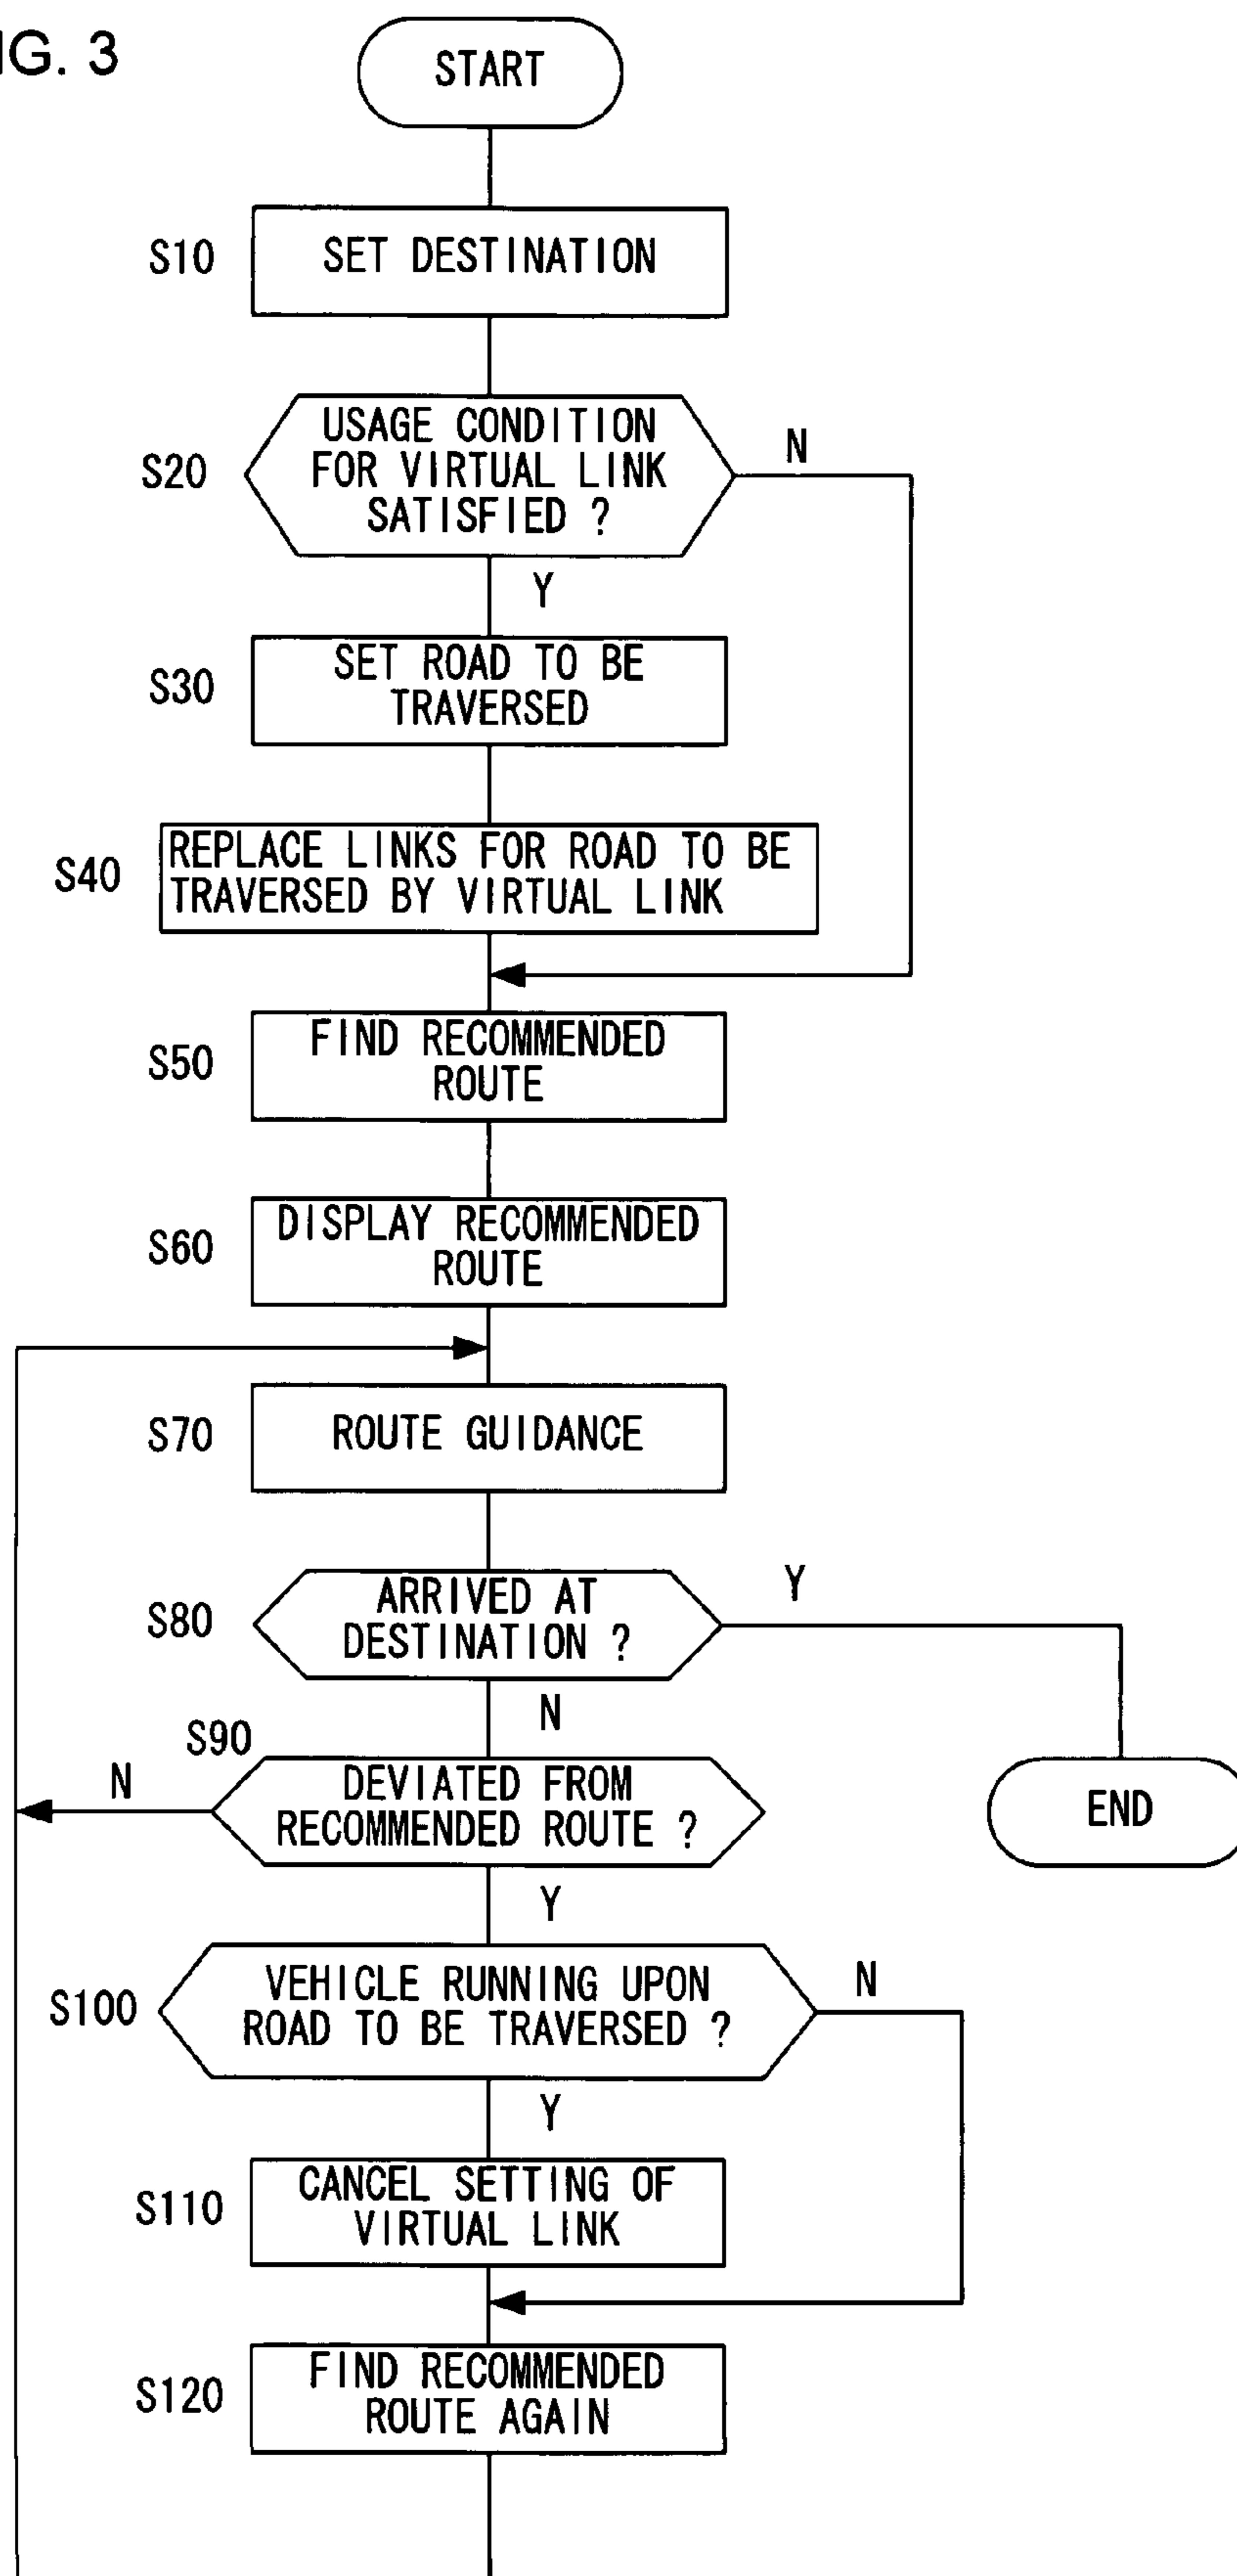 IG. 3
START
S10
SET DESTINATION
S20
USAGE CONDITION
FOR VIRTUAL LINK
SATISFIED ?
N
Y
S30
SET ROAD TO BE
TRAVERSED
S40
REPLACE LINKS FOR ROAD TO BE
TRAVERSED BY VIRTUAL LINK
S50
FIND RECOMMENDED
ROUTE
S60
DISPLAY RECOMMENDED
ROUTE
S70
ROUTE GUIDANCE
S80
ARRIVED AT
DESTINATION ?
Y
N
S90
DEVIATED FROM
RECOMMENDED ROUTE ?
N
END
Y
S100
VEHICLE RUNNING UPON
ROAD TO BE TRAVERSED ?
N
Y
S110
CANCEL SETTING OF
VIRTUAL LINK
S120
FIND RECOMMENDED
ROUTE AGAIN